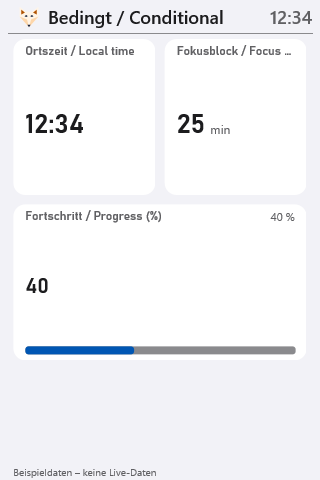 Bedingt / Conditional 12:34
Ortszeit / Local time
Fokusblock / Focus ...
12:34
25 min
Fortschritt / Progress (%) 40 %
40
Beispieldaten – keine Live-Daten